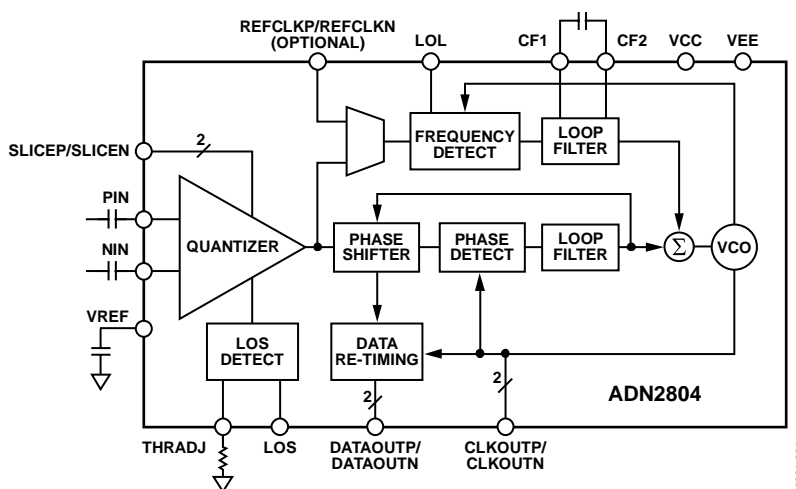 REFCLKP/REFCLKN
(OPTIONAL)
LOL
CF1
CF2
VCC
VEE
SLICEP/SLICEN
2
FREQUENCY
DETECT
LOOP
FILTER
PIN
NIN
QUANTIZER
PHASE
SHIFTER
PHASE
DETECT
LOOP
FILTER
Σ
VCO
VREF
LOS
DETECT
DATA
RE-TIMING
2
2
ADN2804
THRADJ
LOS
DATAOUTP/
DATAOUTN
CLKOUTP/
CLKOUTN